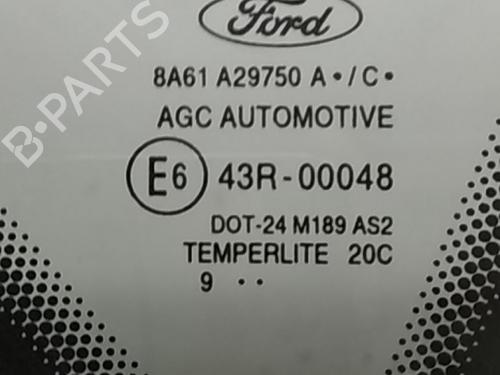 Ford
8A61 A29750 A•/C•
AGC AUTOMOTIVE
E6 43R-00048
DOT-24 M189 AS2
TEMPERLITE 20C
9 ••
B-PARTS